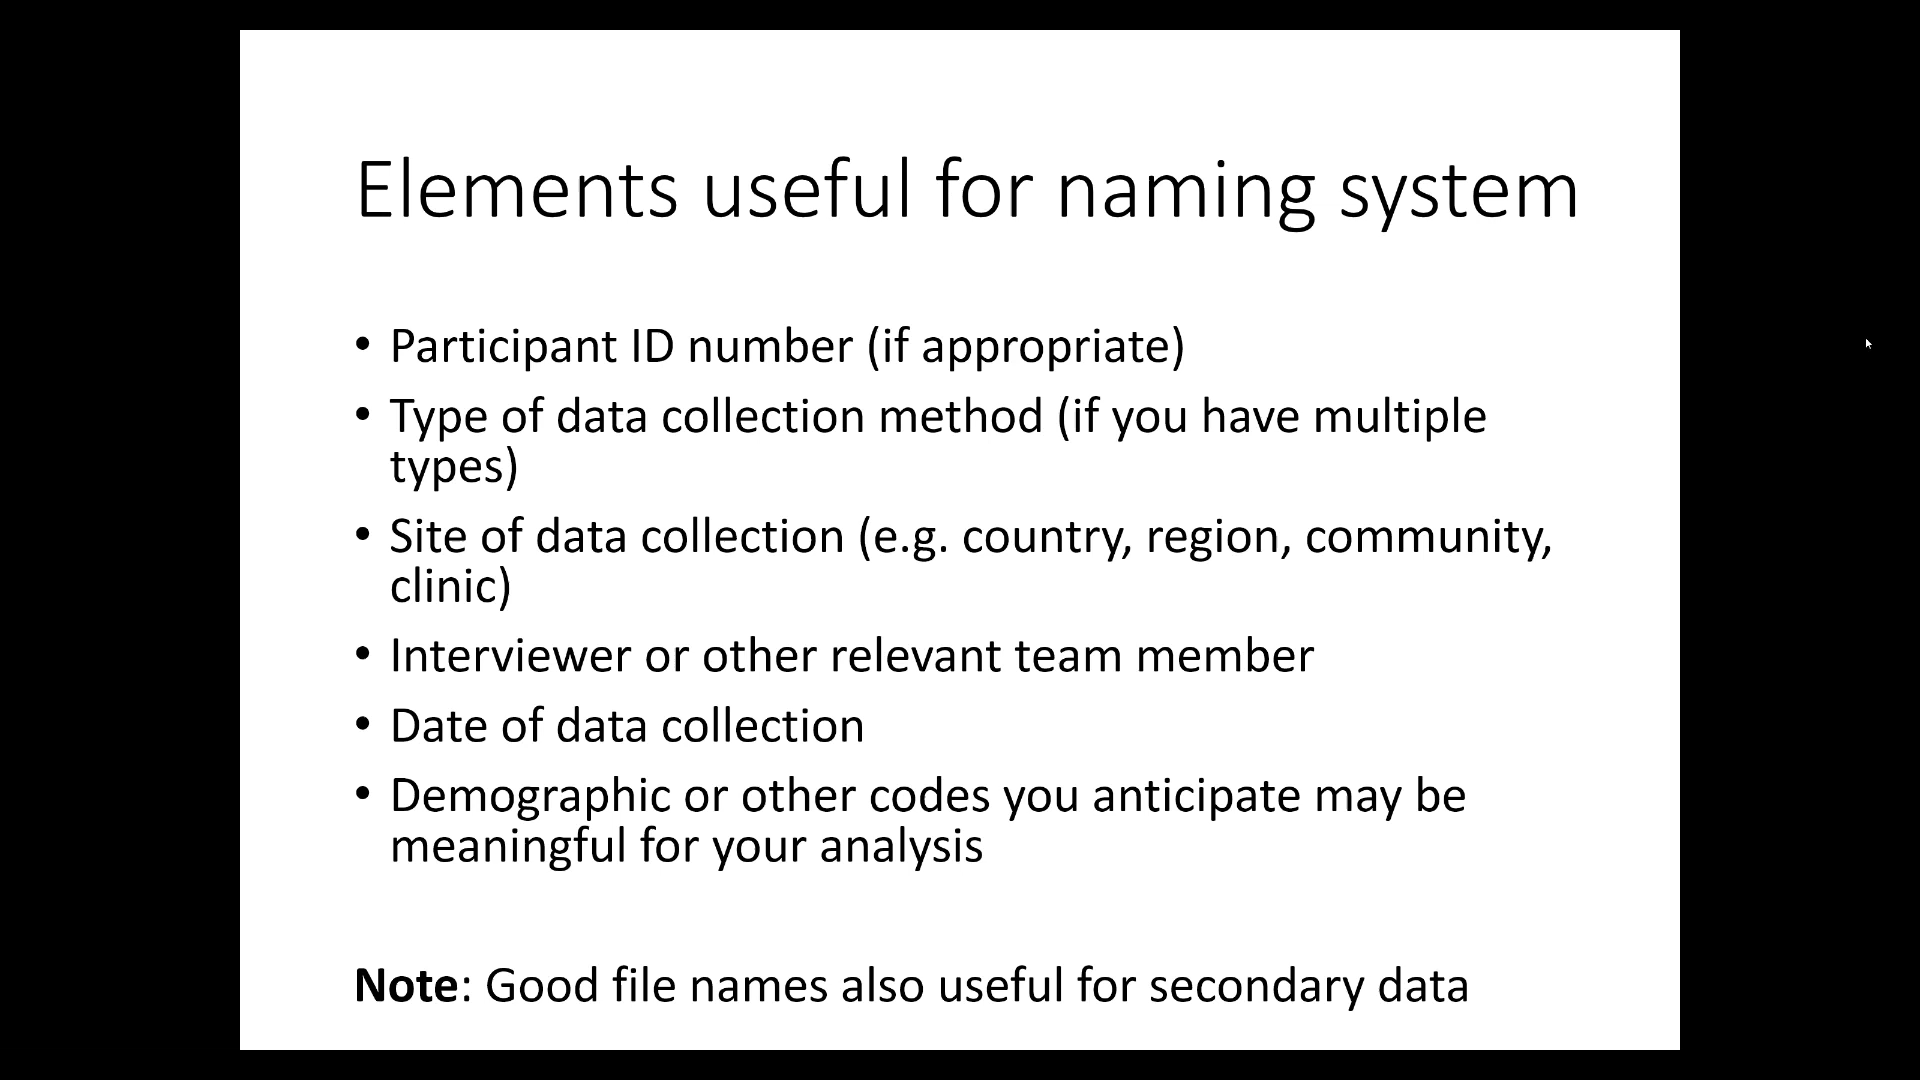 Elements useful for naming system
• Participant ID number (if appropriate)
• Type of data collection method (if you have multiple
types)
• Site of data collection (e.g. country, region, community,
clinic)
• Interviewer or other relevant team member
• Date of data collection
• Demographic or other codes you anticipate may be
meaningful for your analysis
Note: Good file names also useful for secondary data